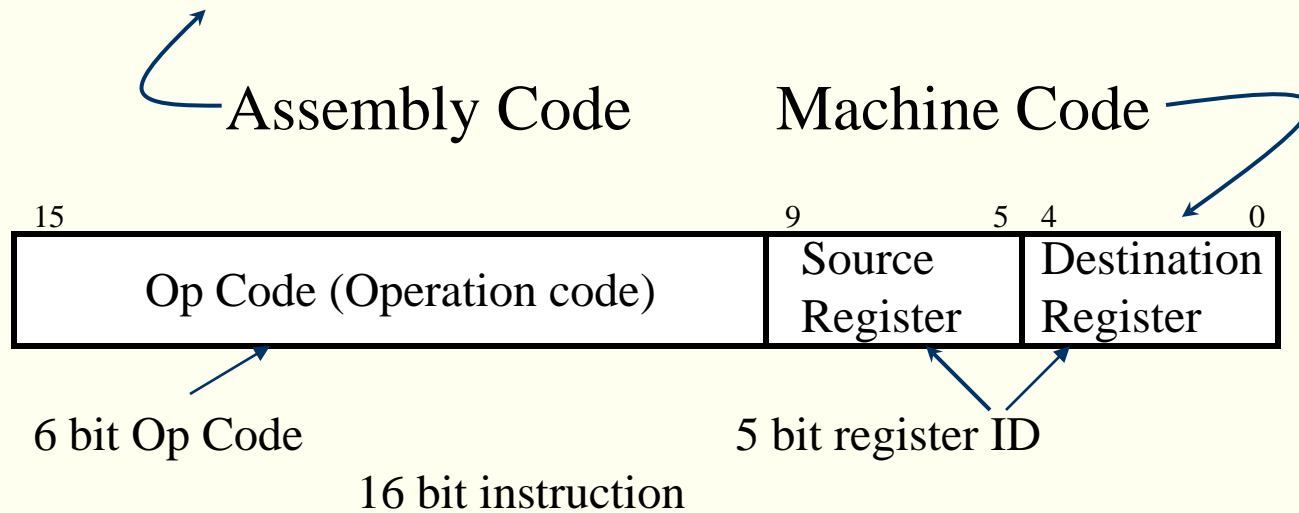 Assembly Code Machine Code
15 9 5 4 0
Op Code (Operation code)
Source
Register
Destination
Register
6 bit Op Code 5 bit register ID
16 bit instruction